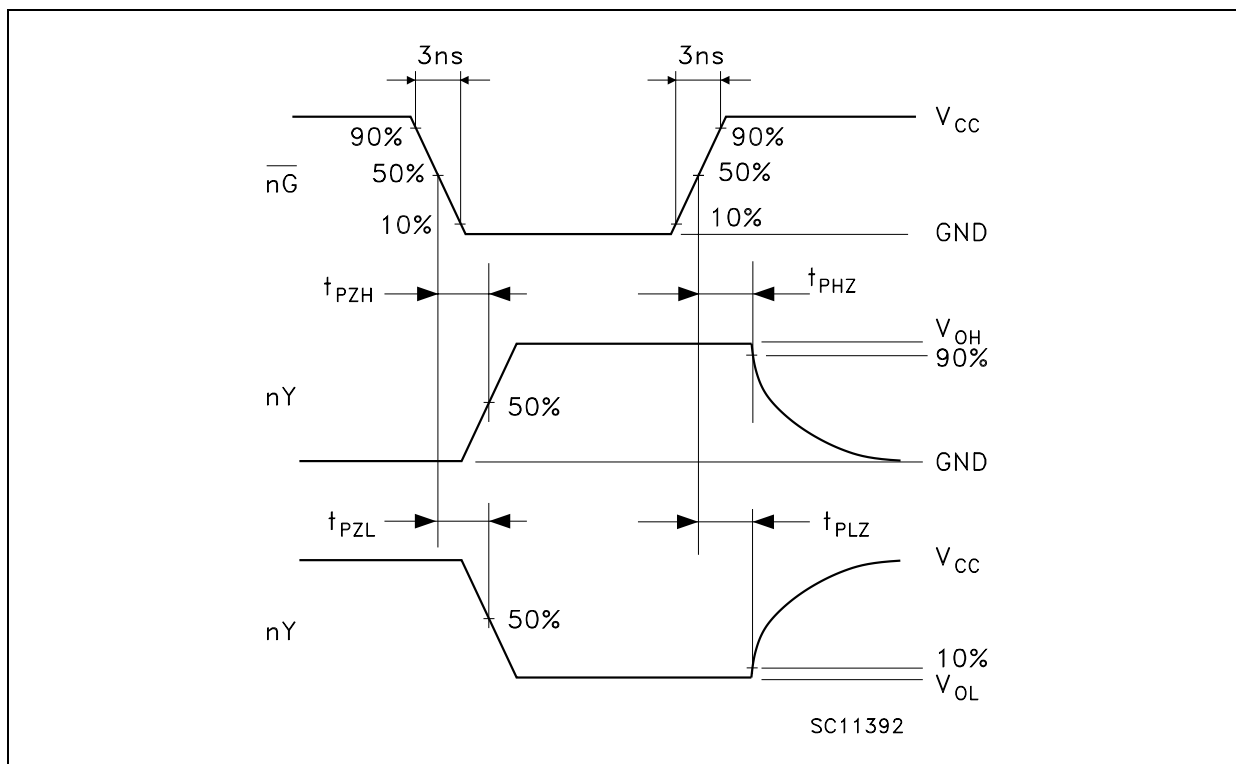 3ns 3ns
90% 90% V_CC
n̅G̅ 50% 50%
10% 10% GND
t_PZH t_PHZ
V_OH
90%
nY 50%
GND
t_PZL t_PLZ
V_CC
nY 50%
10%
V_OL
SC11392